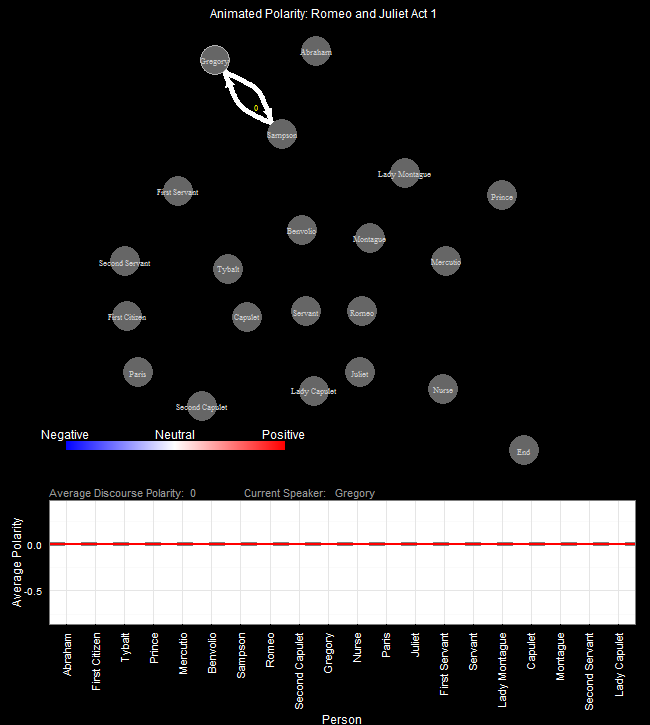 Animated Polarity: Romeo and Juliet Act 1
Abraham
Gregory
0
Sampson
Lady Montague
First Servant
Prince
Benvolio
Montague
Second Servant
Tybalt
Mercutio
First Citizen
Capulet
Servant
Romeo
Paris
Juliet
Lady Capulet
Nurse
Second Capulet
Negative Neutral Positive
End
Average Discourse Polarity: 0 Current Speaker: Gregory
Average Polarity
0.0
-0.5
Abraham
First Citizen
Tybalt
Prince
Mercutio
Benvolio
Sampson
Romeo
Second Capulet
Gregory
Nurse
Paris
Juliet
First Servant
Servant
Lady Montague
Capulet
Montague
Second Servant
Lady Capulet
Person